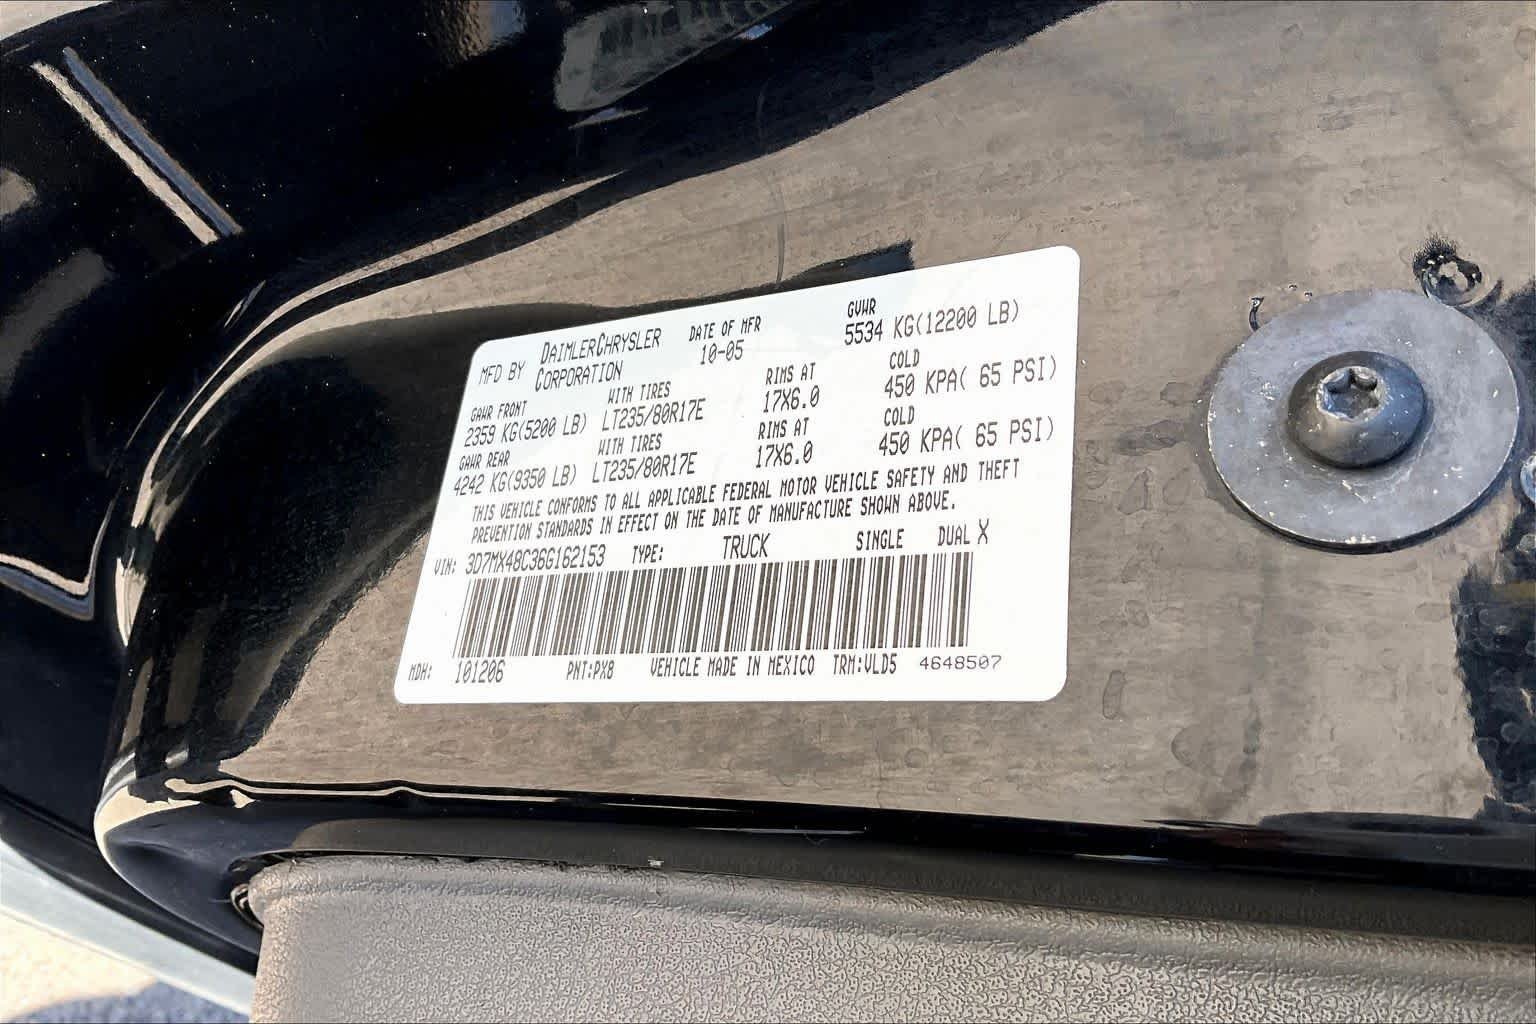 MFD BY DAIMLERCHRYSLER CORPORATION
DATE OF MFR 10-05
GVWR 5534 KG(12200 LB)
GAWR FRONT WITH TIRES RIMS AT COLD
2359 KG(5200 LB) LT235/80R17E 17X6.0 450 KPA( 65 PSI)
GAWR REAR WITH TIRES RIMS AT COLD
4242 KG(9350 LB) LT235/80R17E 17X6.0 450 KPA( 65 PSI)
THIS VEHICLE CONFORMS TO ALL APPLICABLE FEDERAL MOTOR VEHICLE SAFETY AND THEFT
PREVENTION STANDARDS IN EFFECT ON THE DATE OF MANUFACTURE SHOWN ABOVE.
VIN: 3D7MX48C36G162153 TYPE: TRUCK SINGLE DUAL X
MDH: 101206 PNT:PX8 VEHICLE MADE IN MEXICO TRM:VLD5 4648507